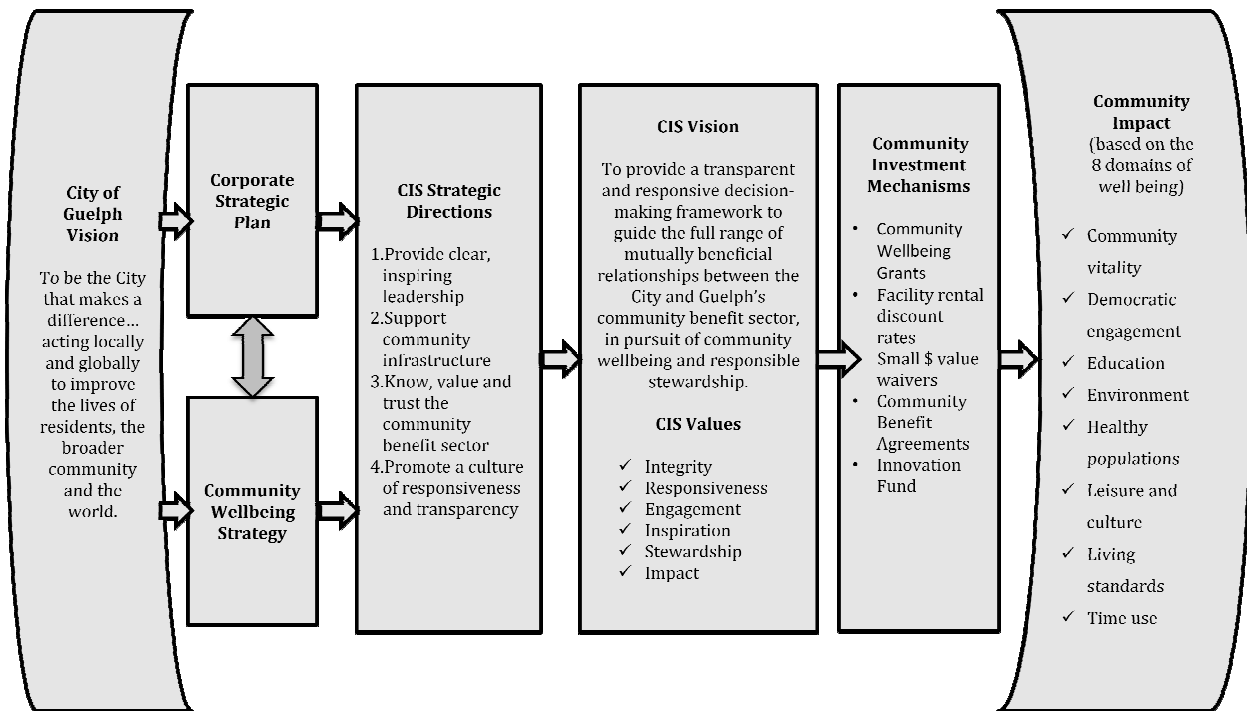 City of
Guelph
Vision
To be the City
that makes a
difference…
acting locally
and globally
to improve
the lives of
residents, the
broader
community
and the
world.
Corporate
Strategic
Plan
Community
Wellbeing
Strategy
CIS Strategic
Directions
1.Provide clear,
inspiring
leadership
2.Support
community
infrastructure
3.Know, value and
trust the
community
benefit sector
4.Promote a culture
of responsiveness
and transparency
CIS Vision
To provide a transparent
and responsive decision-
making framework to
guide the full range of
mutually beneficial
relationships between the
City and Guelph's
community benefit sector,
in pursuit of community
wellbeing and responsible
stewardship.
CIS Values
✓ Integrity
✓ Responsiveness
✓ Engagement
✓ Inspiration
✓ Stewardship
✓ Impact
Community
Investment
Mechanisms
• Community
Wellbeing
Grants
• Facility rental
discount
rates
• Small $ value
waivers
• Community
Benefit
Agreements
• Innovation
Fund
Community
Impact
(based on the
8 domains of
well being)
✓ Community
vitality
✓ Democratic
engagement
✓ Education
✓ Environment
✓ Healthy
populations
✓ Leisure and
culture
✓ Living
standards
✓ Time use